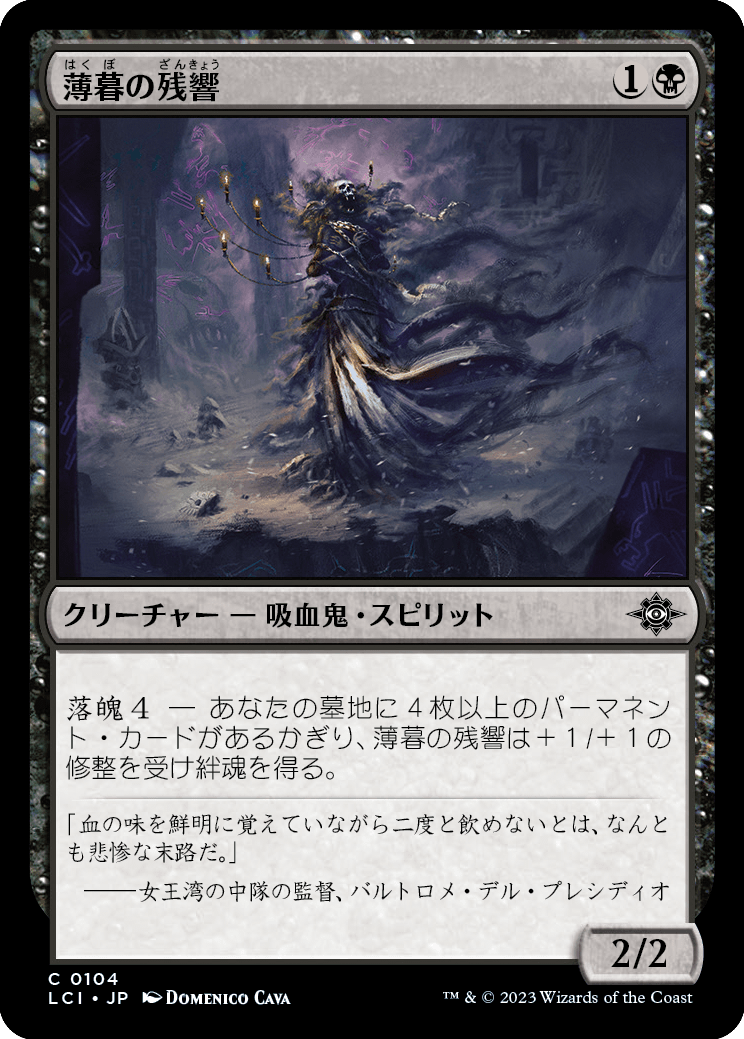 はくぼ ざんきょう
薄暮の残響 1
クリーチャー — 吸血鬼・スピリット
落魄４ — あなたの墓地に４枚以上のパーマネン
ト・カードがあるかぎり、薄暮の残響は＋１/＋１の
修整を受け絆魂を得る。
「血の味を鮮明に覚えていながら二度と飲めないとは、なんと
も悲惨な末路だ。」
——女王湾の中隊の監督、バルトロメ・デル・プレシディオ
2/2
C 0104
LCI • JP Domenico Cava
™ & © 2023 Wizards of the Coast